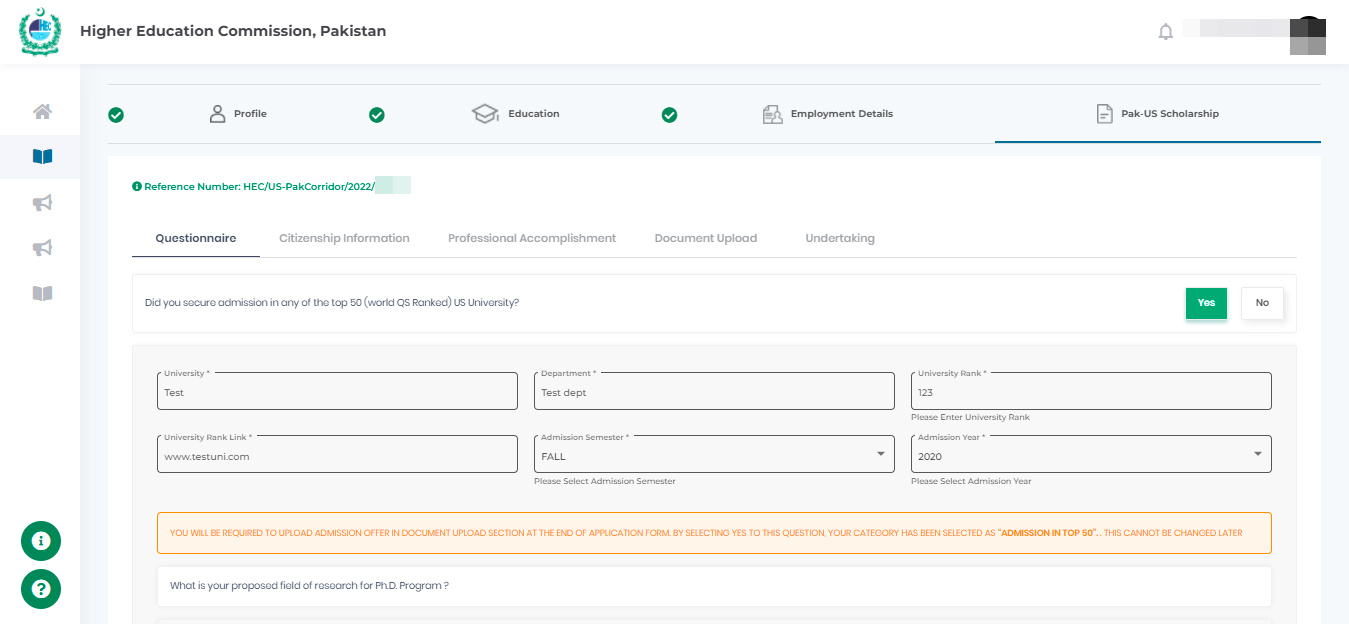 HEC
Higher Education Commission, Pakistan
Profile
Education
Employment Details
Pak-US Scholarship
Reference Number: HEC/US-PakCorridor/2022/
Questionnaire
Citizenship Information
Professional Accomplishment
Document Upload
Undertaking
Did you secure admission in any of the top 50 (world QS Ranked) US University?
Yes
No
University *
Department *
University Rank *
Test
Test dept
123
Please Enter University Rank
University Rank Link *
Admission Semester *
Admission Year *
www.testuni.com
FALL
2020
Please Select Admission Semester
Please Select Admission Year
YOU WILL BE REQUIRED TO UPLOAD ADMISSION OFFER IN DOCUMENT UPLOAD SECTION AT THE END OF APPLICATION FORM. BY SELECTING YES TO THIS QUESTION, YOUR CATEGORY HAS BEEN SELECTED AS "ADMISSION IN TOP 50". . THIS CANNOT BE CHANGED LATER
What is your proposed field of research for Ph.D. Program ?